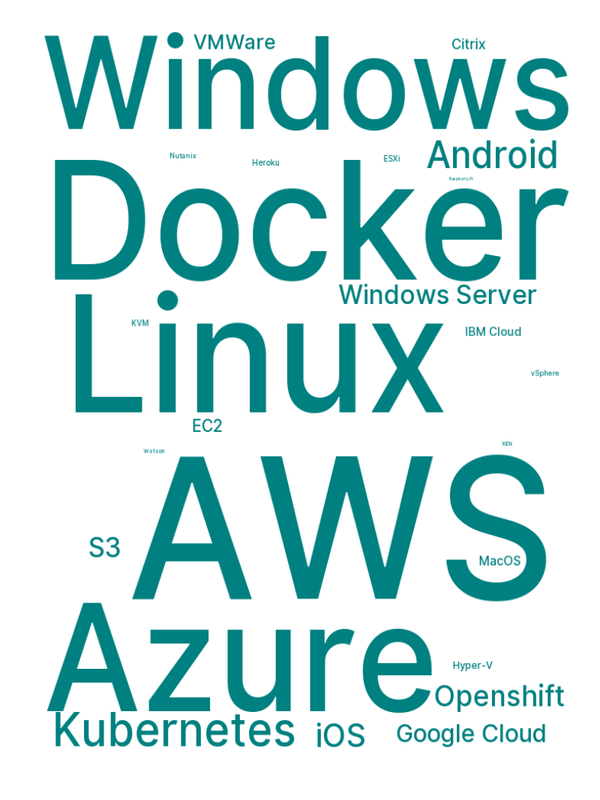 VMWare
Citrix
Windows
Android
Nutanix
Heroku
ESXi
RaspberryPi
Docker
Windows Server
KVM
IBM Cloud
Linux
vSphere
EC2
XEN
Watson
AWS
S3
MacOS
Azure
Hyper-V
Openshift
Kubernetes
iOS
Google Cloud